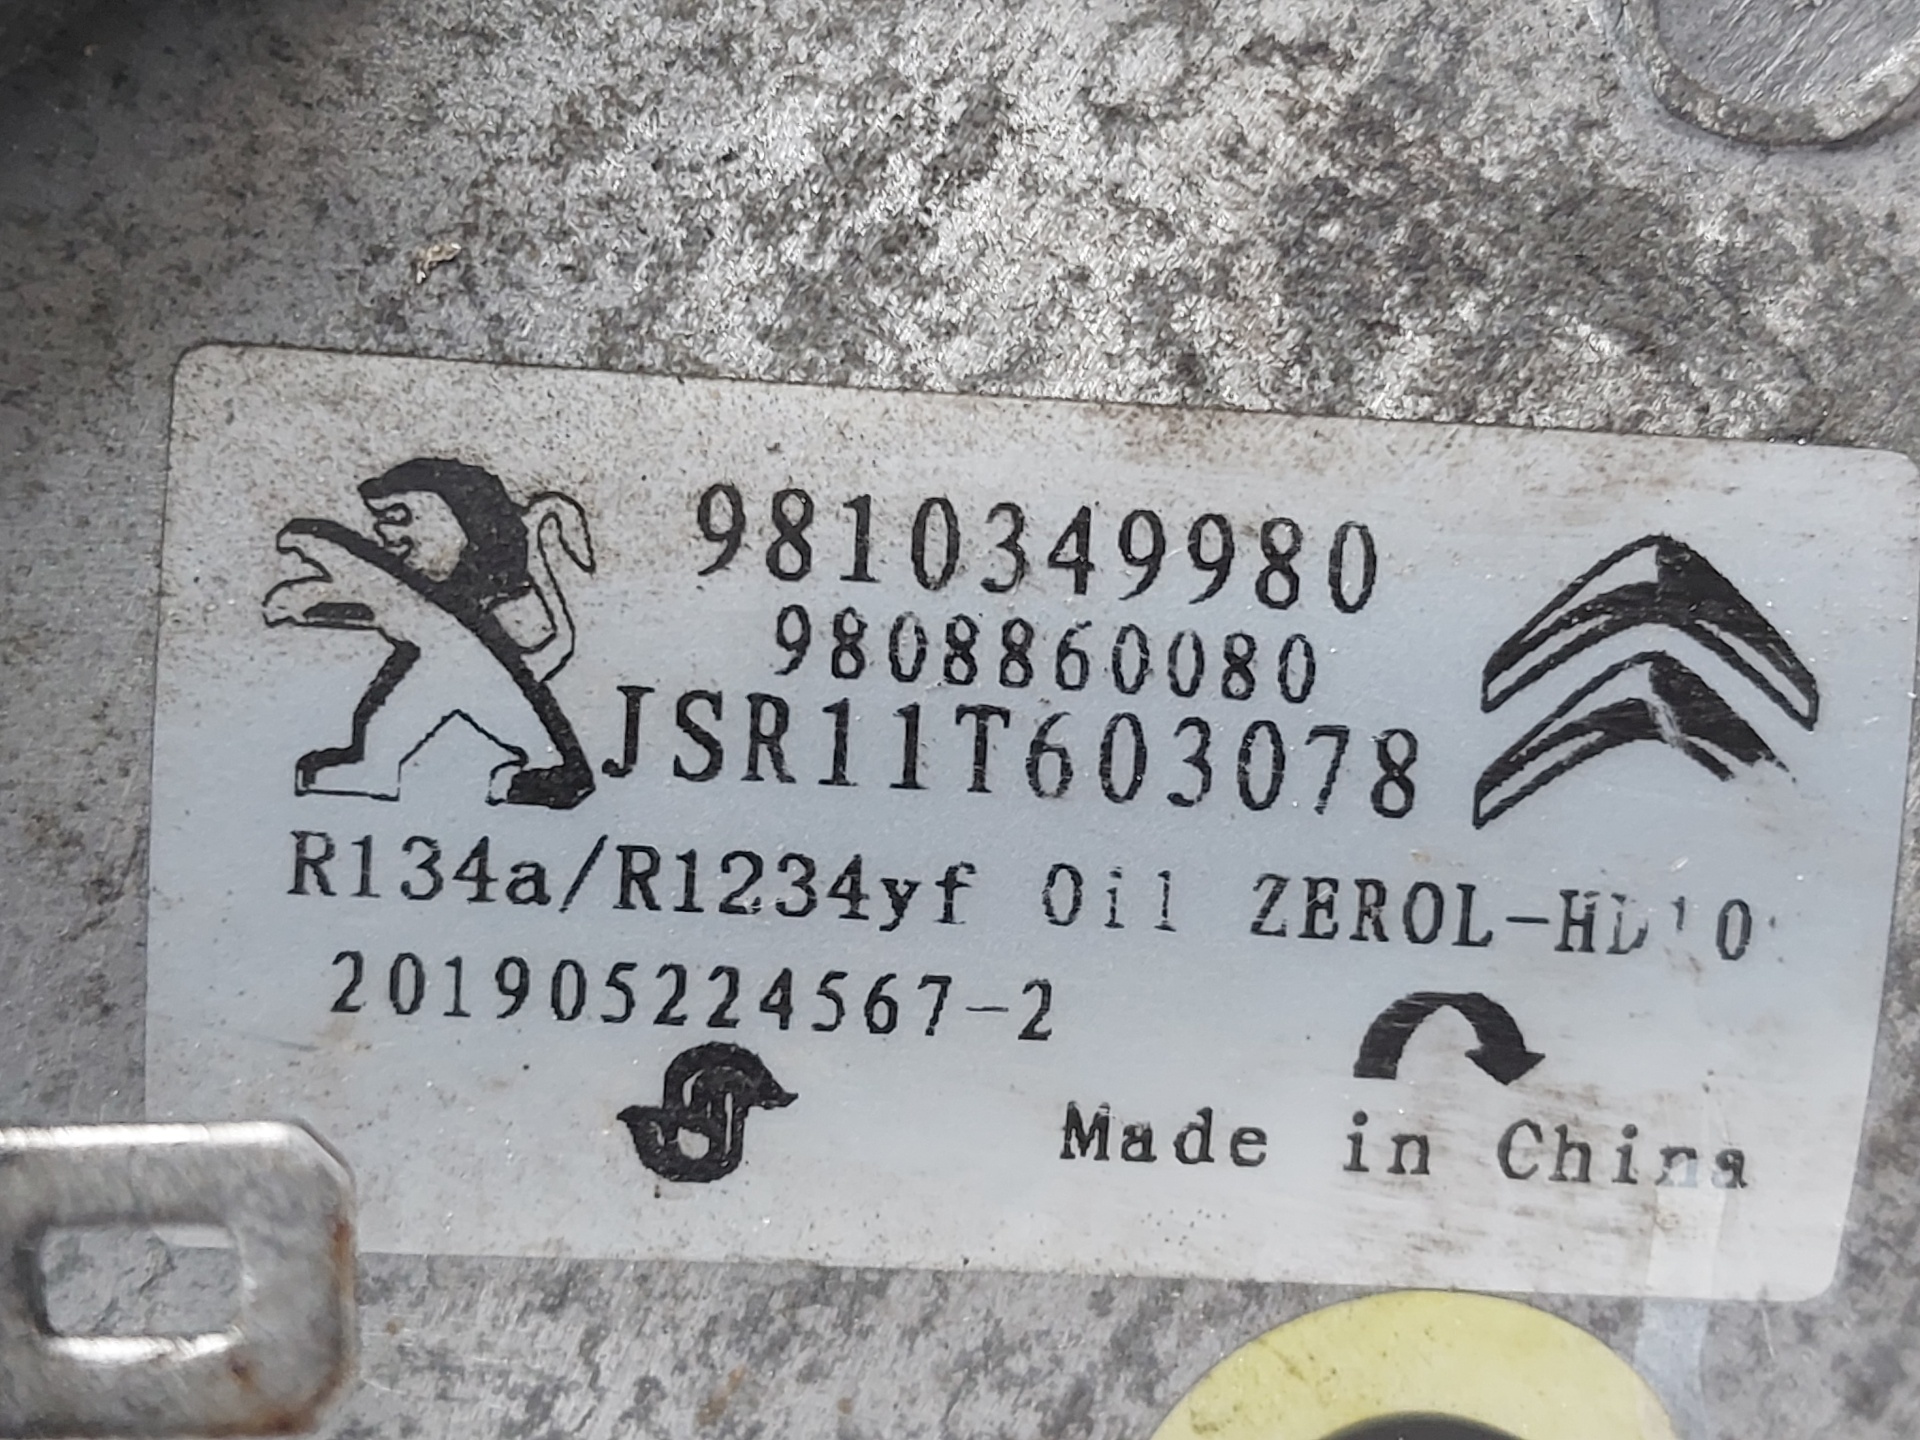 9810349980
9808860080
JSR11T603078
R134a/R1234yf Oil ZEROL-HD10
201905224567-2
Made in China